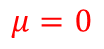 μ = 0